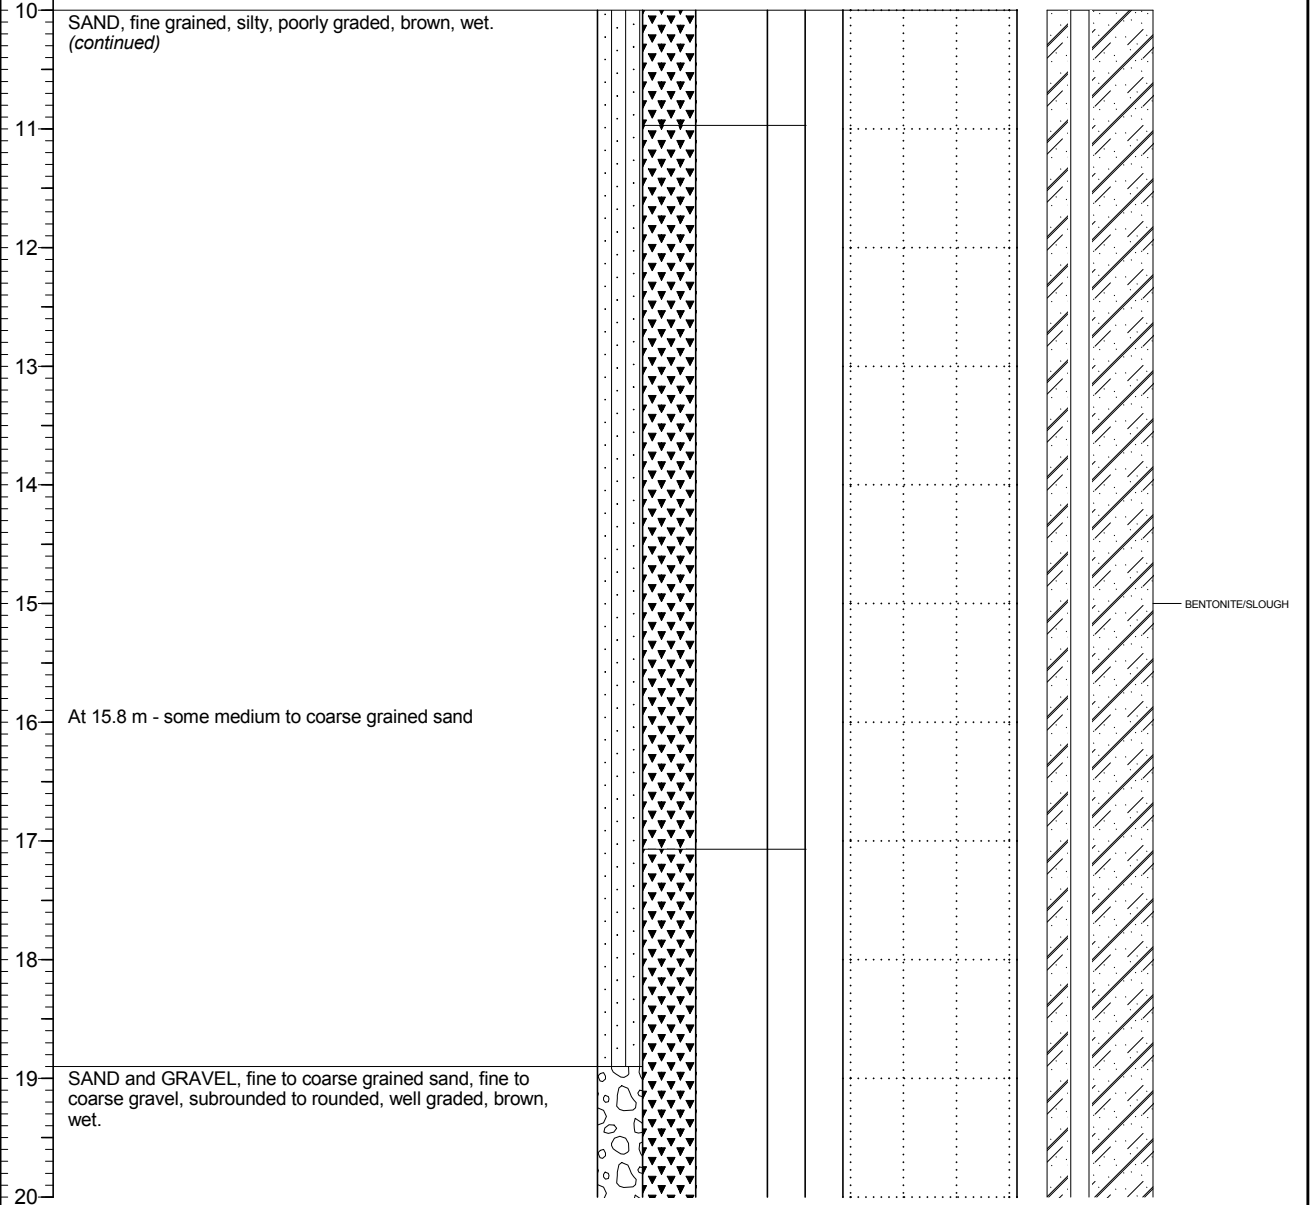 10
SAND, fine grained, silty, poorly graded, brown, wet.
(continued)
11
12
13
14
15
BENTONITE/SLOUGH
16
At 15.8 m - some medium to coarse grained sand
17
18
19
SAND and GRAVEL, fine to coarse grained sand, fine to
coarse gravel, subrounded to rounded, well graded, brown,
wet.
20